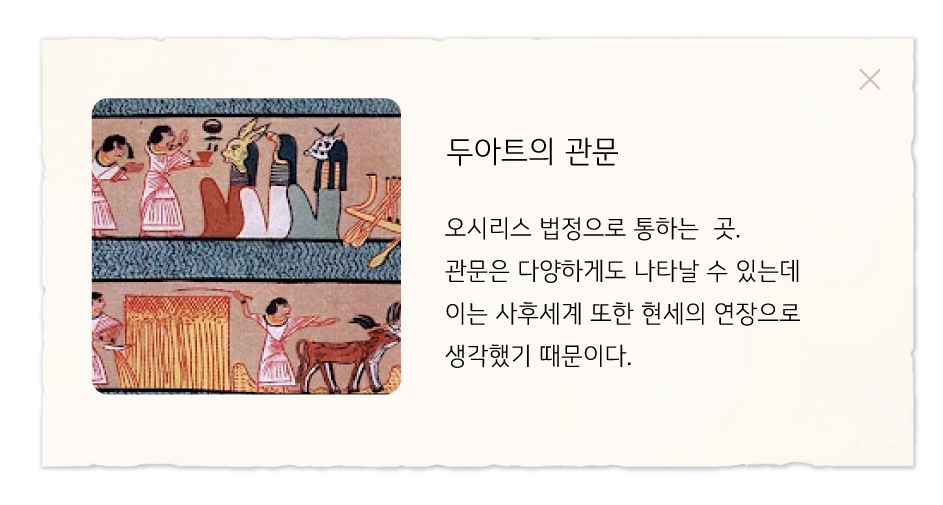 두아트의 관문
오시리스 법정으로 통하는 곳.
관문은 다양하게도 나타날 수 있는데
이는 사후세계 또한 현세의 연장으로
생각했기 때문이다.